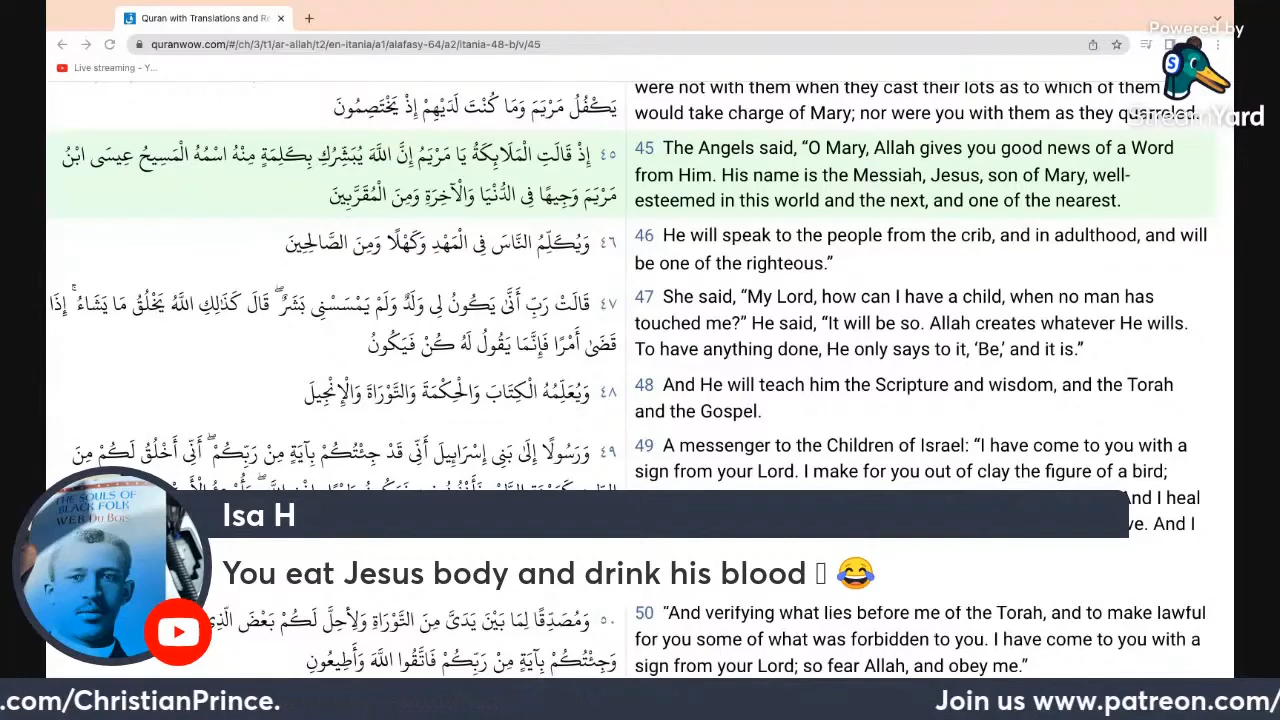 Quran with Translations and Re
quranwow.com/#/ch/3/t1/ar-allah/t2/en-itania/a1/alafasy-64/a2/itania-48-b/v/45
Live streaming - Y...
Powered by
StreamYard
يَكْفُلُ مَرْيَمَ وَمَا كُنْتَ لَدَيْهِمْ إِذْ يَخْتَصِمُونَ
were not with them when they cast their lots as to which of them
would take charge of Mary; nor were you with them as they quarreled.
٤٥ إِذْ قَالَتِ الْمَلَائِكَةُ يَا مَرْيَمُ إِنَّ اللَّهَ يُبَشِّرُكِ بِكَلِمَةٍ مِنْهُ اسْمُهُ الْمَسِيحُ عِيسَى ابْنُ
مَرْيَمَ وَجِيهًا فِي الدُّنْيَا وَالْآخِرَةِ وَمِنَ الْمُقَرَّبِينَ
45 The Angels said, “O Mary, Allah gives you good news of a Word
from Him. His name is the Messiah, Jesus, son of Mary, well-
esteemed in this world and the next, and one of the nearest.
٤٦ وَيُكَلِّمُ النَّاسَ فِي الْمَهْدِ وَكَهْلًا وَمِنَ الصَّالِحِينَ
46 He will speak to the people from the crib, and in adulthood, and will
be one of the righteous.”
٤٧ قَالَتْ رَبِّ أَنَّى يَكُونُ لِي وَلَدٌ وَلَمْ يَمْسَسْنِي بَشَرٌ ۖ قَالَ كَذَٰلِكِ اللَّهُ يَخْلُقُ مَا يَشَاءُ ۚ إِذَا
قَضَىٰ أَمْرًا فَإِنَّمَا يَقُولُ لَهُ كُنْ فَيَكُونُ
47 She said, “My Lord, how can I have a child, when no man has
touched me?” He said, “It will be so. Allah creates whatever He wills.
To have anything done, He only says to it, ‘Be,’ and it is.”
٤٨ وَيُعَلِّمُهُ الْكِتَابَ وَالْحِكْمَةَ وَالتَّوْرَاةَ وَالْإِنْجِيلَ
48 And He will teach him the Scripture and wisdom, and the Torah
and the Gospel.
٤٩ وَرَسُولًا إِلَىٰ بَنِي إِسْرَائِيلَ أَنِّي قَدْ جِئْتُكُمْ بِآيَةٍ مِنْ رَبِّكُمْ ۖ أَنِّي أَخْلُقُ لَكُمْ مِنَ
49 A messenger to the Children of Israel: “I have come to you with a
sign from your Lord. I make for you out of clay the figure of a bird;
And I heal
ve. And I
THE SOULS OF
BLACK FOLK
W.E.B. DU BOIS
Isa H
You eat Jesus body and drink his blood 😂
٥٠ وَمُصَدِّقًا لِمَا بَيْنَ يَدَيَّ مِنَ التَّوْرَاةِ وَلِأُحِلَّ لَكُمْ بَعْضَ الَّذِي
وَجِئْتُكُمْ بِآيَةٍ مِنْ رَبِّكُمْ فَاتَّقُوا اللَّهَ وَأَطِيعُونِ
50 “And verifying what lies before me of the Torah, and to make lawful
for you some of what was forbidden to you. I have come to you with a
sign from your Lord; so fear Allah, and obey me.”
.com/ChristianPrince. Join us www.patreon.com/